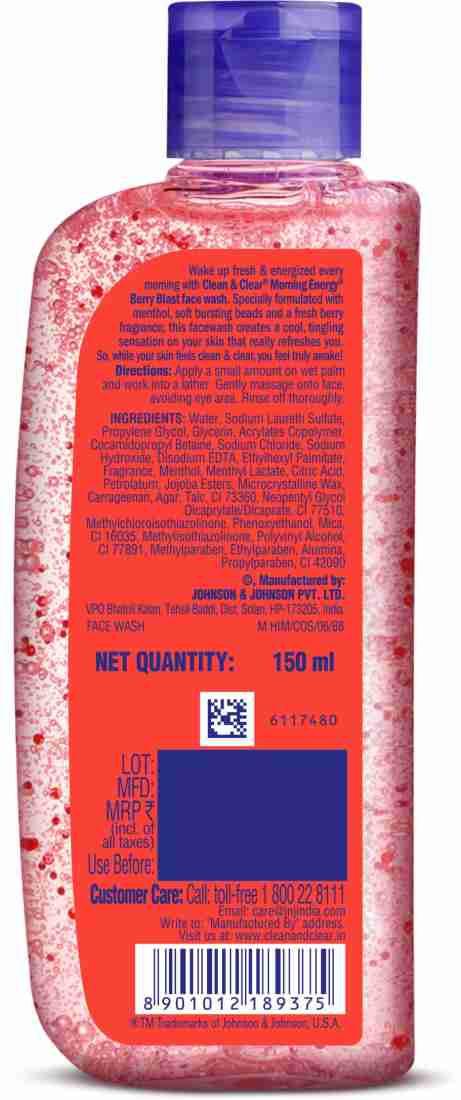 Wake up fresh & energized every
morning with Clean & Clear® Morning Energy®
Berry Blast face wash. Specially formulated with
menthol, soft bursting beads and a fresh berry
fragrance; this facewash creates a cool, tingling
sensation on your skin that really refreshes you.
So, while your skin feels clean & clear, you feel truly awake!
Directions: Apply a small amount on wet palm
and work into a lather. Gently massage onto face,
avoiding eye area. Rinse off thoroughly.
INGREDIENTS: Water, Sodium Laureth Sulfate,
Propylene Glycol, Glycerin, Acrylates Copolymer,
Cocamidopropyl Betaine, Sodium Chloride, Sodium
Hydroxide, Disodium EDTA, Ethylhexyl Palmitate,
Fragrance, Menthol, Menthyl Lactate, Citric Acid,
Petrolatum, Jojoba Esters, Microcrystalline Wax,
Carrageenan, Agar, Talc, CI 73360, Neopentyl Glycol
Dicaprylate/Dicaprate, CI 77510,
Methylchloroisothiazolinone, Phenoxyethanol, Mica,
CI 16035, Methylisothiazolinone, Polyvinyl Alcohol,
CI 77891, Methylparaben, Ethylparaben, Alumina,
Propylparaben, CI 42090
©, Manufactured by:
JOHNSON & JOHNSON PVT. LTD.
VPO Bhatoli Kalan, Tehsil Baddi, Dist. Solan, HP-173205, India.
FACE WASH M HIM/COS/06/88
NET QUANTITY: 150 ml
6117480
LOT:
MFD:
MRP ₹
(incl. of
all taxes)
Use Before:
Customer Care: Call: toll-free 1 800 22 8111
Email: care@jnjindia.com
Write to: "Manufactured By" address.
Visit us at: www.cleanandclear.in
8 901012 189375
®TM Trademarks of Johnson & Johnson, U.S.A.